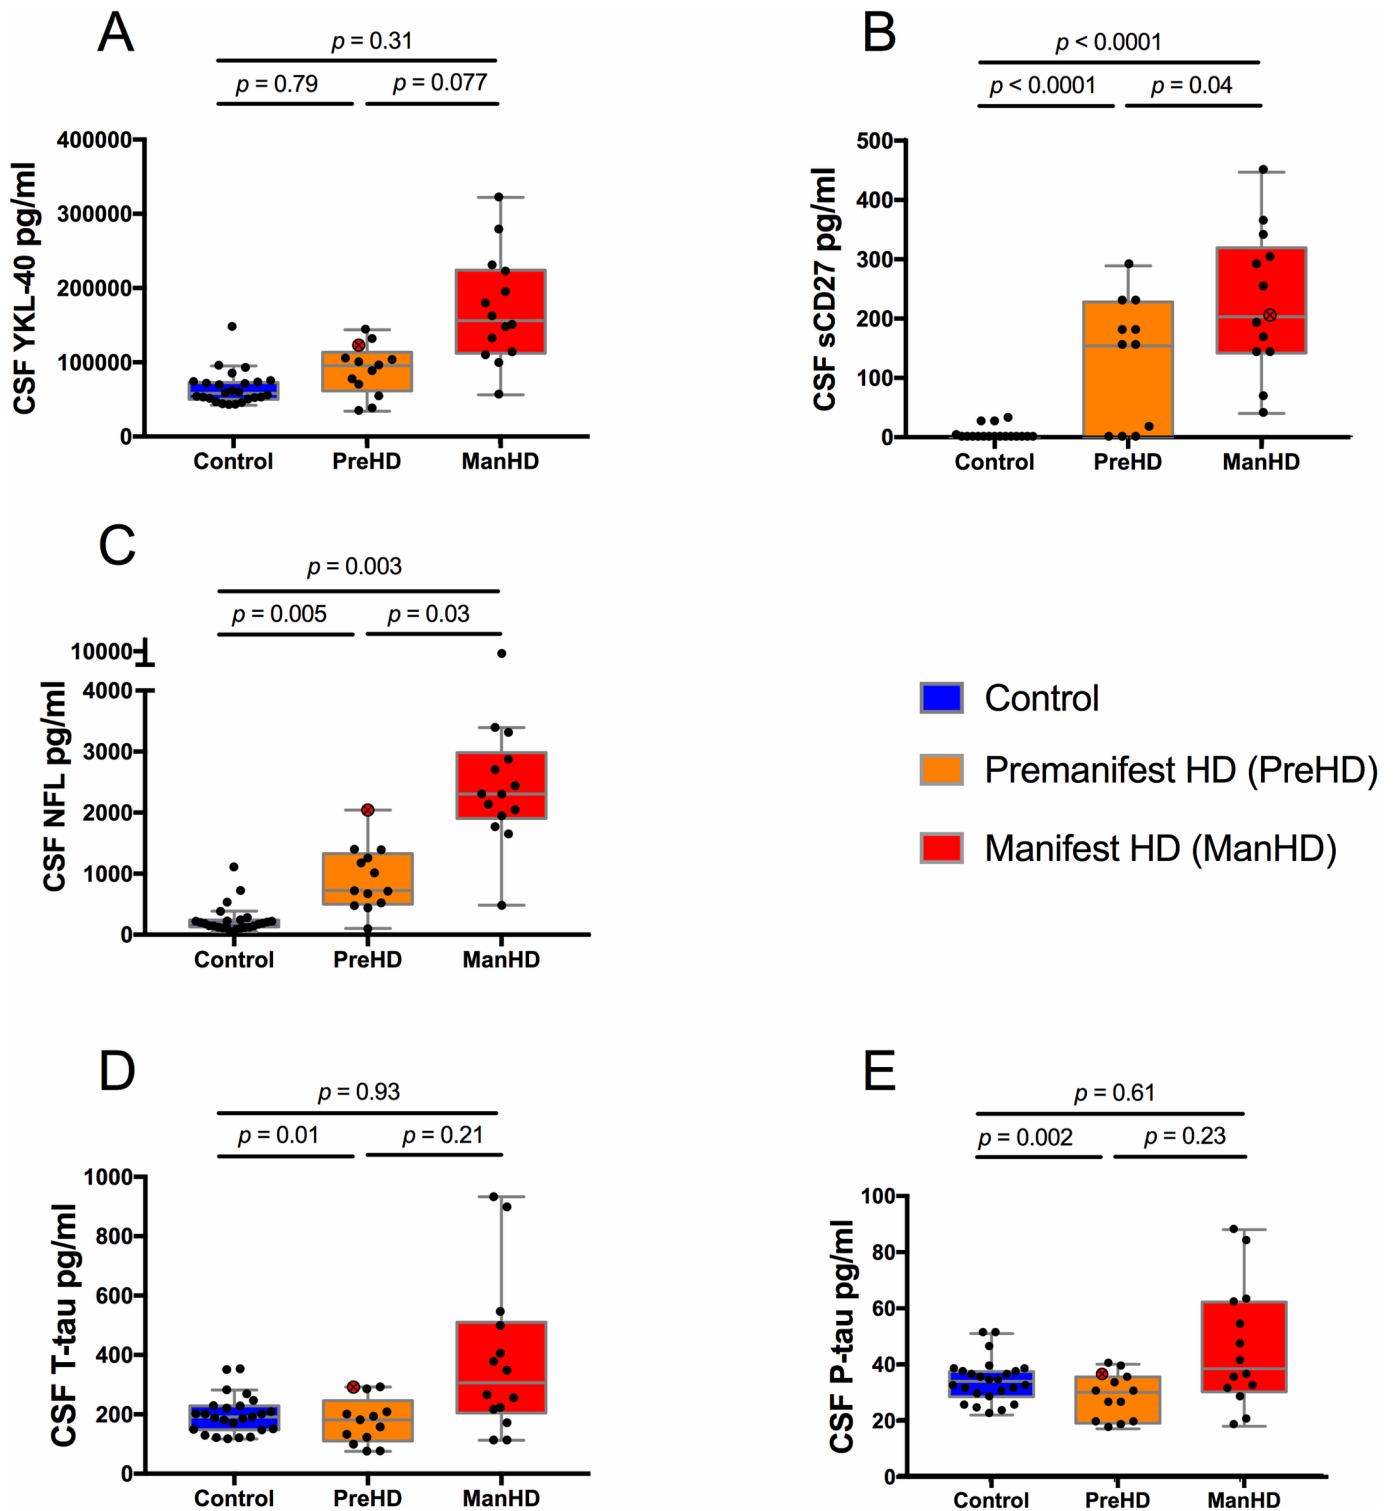 A
p = 0.31
p = 0.79
p = 0.077
CSF YKL-40 pg/ml
400000
300000
200000
100000
0
Control
PreHD
ManHD
B
p < 0.0001
p < 0.0001
p = 0.04
CSF sCD27 pg/ml
500
400
300
200
100
0
Control
PreHD
ManHD
C
p = 0.003
p = 0.005
p = 0.03
CSF NFL pg/ml
10000
4000
3000
2000
1000
0
Control
PreHD
ManHD
Control
Premanifest HD (PreHD)
Manifest HD (ManHD)
D
p = 0.93
p = 0.01
p = 0.21
CSF T-tau pg/ml
1000
800
600
400
200
0
Control
PreHD
ManHD
E
p = 0.61
p = 0.002
p = 0.23
CSF P-tau pg/ml
100
80
60
40
20
0
Control
PreHD
ManHD